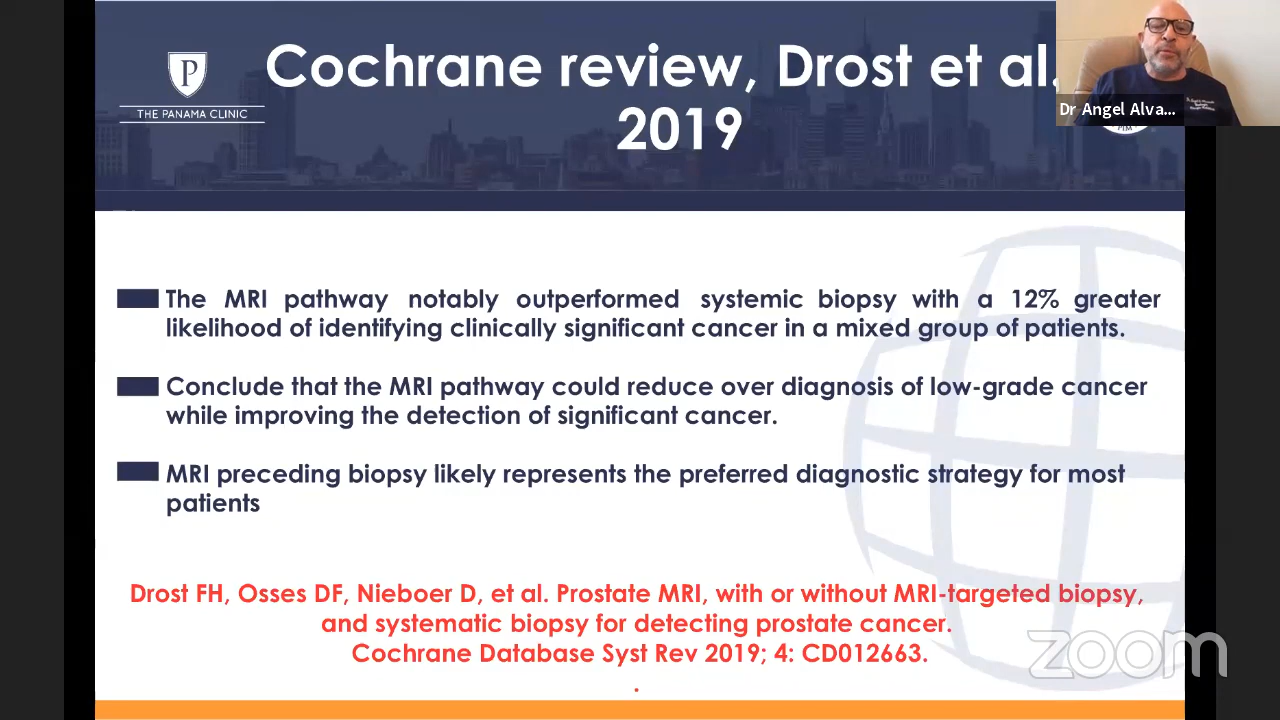 Cochrane review, Drost et al.
2019
P
THE PANAMA CLINIC
Dr Angel Alva...
The MRI pathway notably outperformed systemic biopsy with a 12% greater
likelihood of identifying clinically significant cancer in a mixed group of patients.
Conclude that the MRI pathway could reduce over diagnosis of low-grade cancer
while improving the detection of significant cancer.
MRI preceding biopsy likely represents the preferred diagnostic strategy for most
patients
Drost FH, Osses DF, Nieboer D, et al. Prostate MRI, with or without MRI-targeted biopsy,
and systematic biopsy for detecting prostate cancer.
Cochrane Database Syst Rev 2019; 4: CD012663.
.
zoom